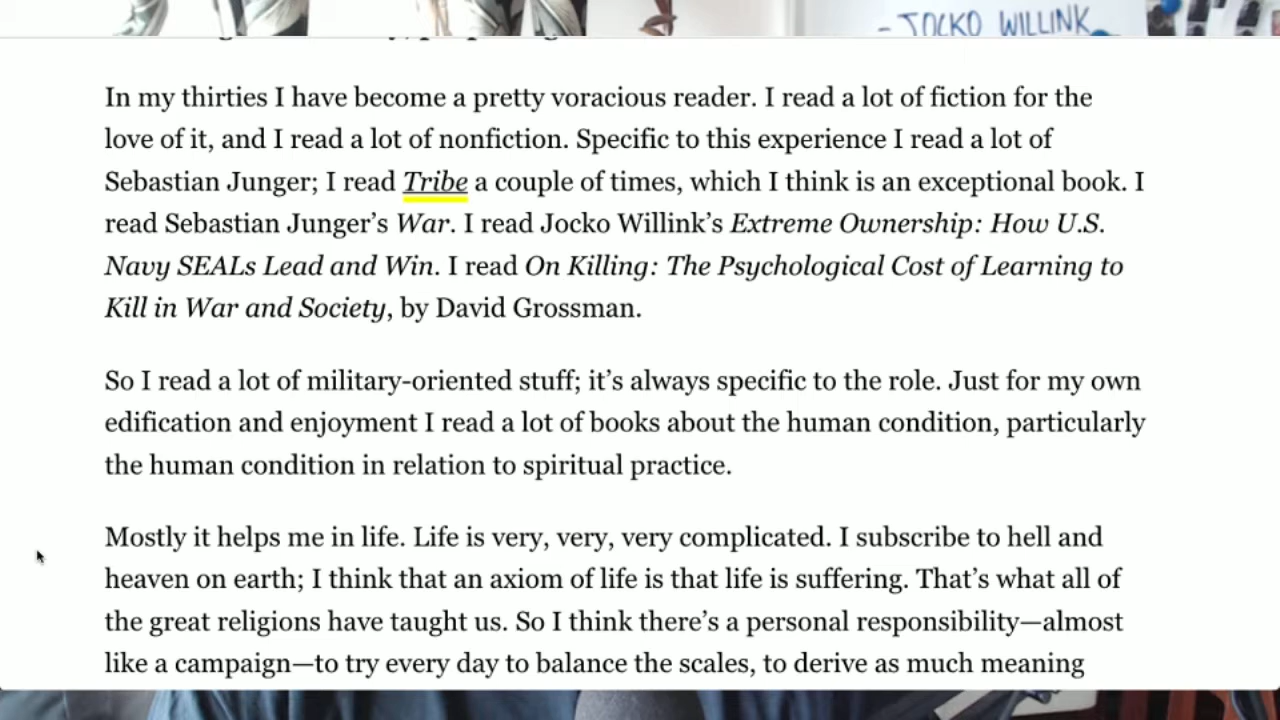 - JOCKO WILLINK
In my thirties I have become a pretty voracious reader. I read a lot of fiction for the
love of it, and I read a lot of nonfiction. Specific to this experience I read a lot of
Sebastian Junger; I read Tribe a couple of times, which I think is an exceptional book. I
read Sebastian Junger’s War. I read Jocko Willink’s Extreme Ownership: How U.S.
Navy SEALs Lead and Win. I read On Killing: The Psychological Cost of Learning to
Kill in War and Society, by David Grossman.
So I read a lot of military-oriented stuff; it’s always specific to the role. Just for my own
edification and enjoyment I read a lot of books about the human condition, particularly
the human condition in relation to spiritual practice.
Mostly it helps me in life. Life is very, very, very complicated. I subscribe to hell and
heaven on earth; I think that an axiom of life is that life is suffering. That’s what all of
the great religions have taught us. So I think there’s a personal responsibility—almost
like a campaign—to try every day to balance the scales, to derive as much meaning